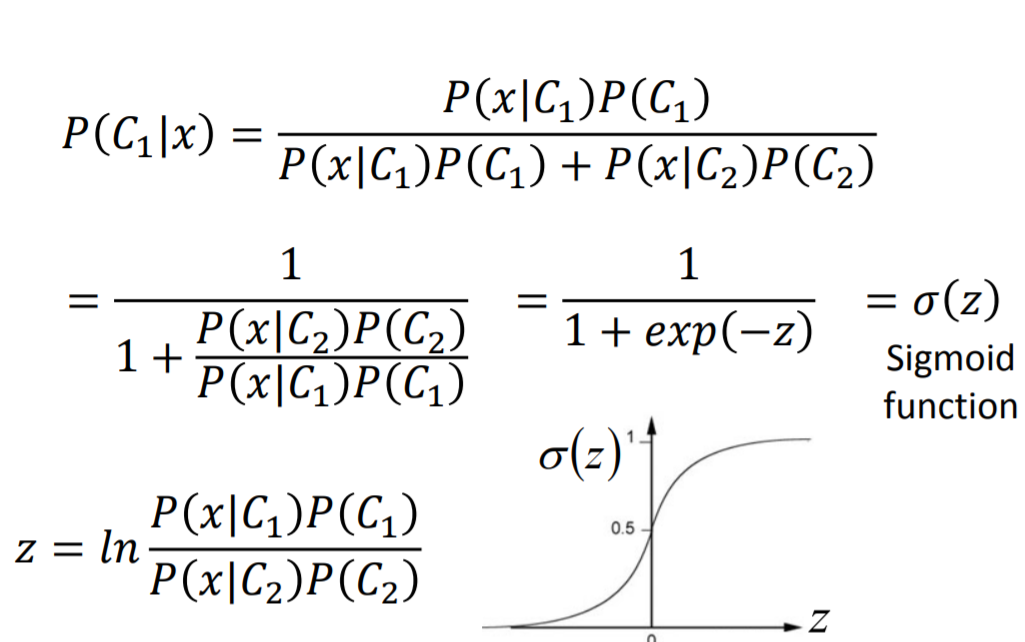 P(C₁|x) = P(x|C₁)P(C₁) / P(x|C₁)P(C₁) + P(x|C₂)P(C₂)
= 1 / 1 + P(x|C₂)P(C₂) / P(x|C₁)P(C₁) = 1 / 1 + exp(−z) = σ(z)
Sigmoid
function
σ(z) 1
0.5
z = ln P(x|C₁)P(C₁) / P(x|C₂)P(C₂)
z
0